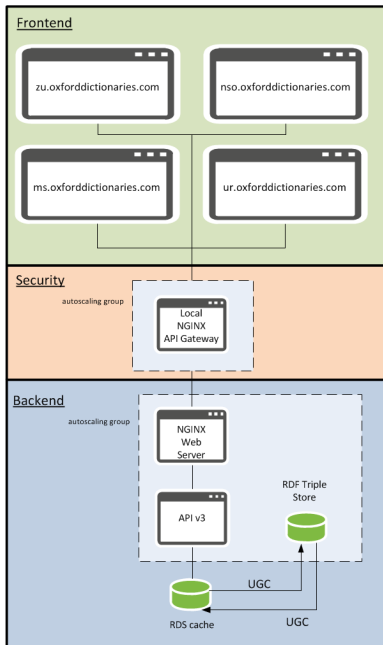 Frontend
zu.oxforddictionaries.com
nso.oxforddictionaries.com
ms.oxforddictionaries.com
ur.oxforddictionaries.com
Security
autoscaling group
Local
NGINX
API Gateway
Backend
autoscaling group
NGINX
Web
Server
RDF Triple
Store
API v3
UGC
RDS cache
UGC